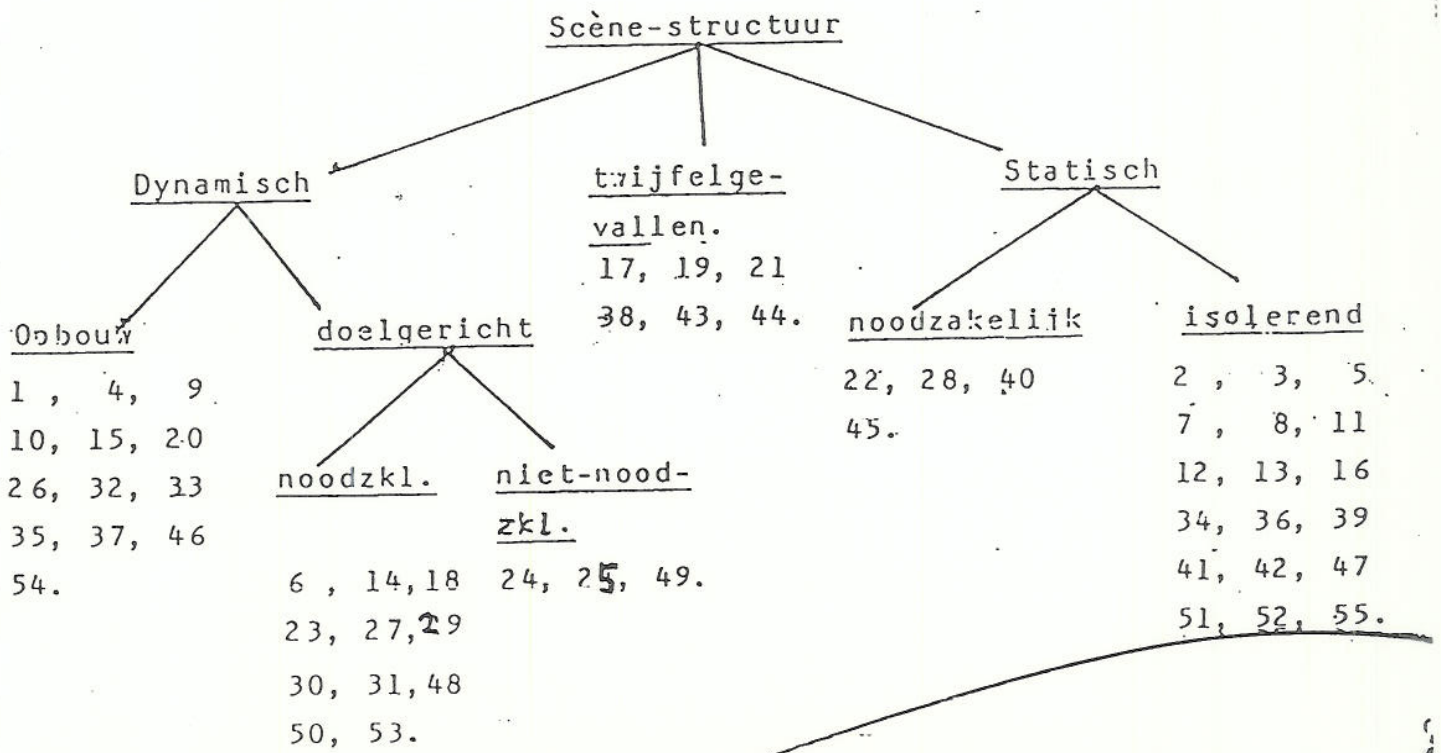 Scène-structuur
Dynamisch
Opbouw
1 , 4, 9
10, 15, 20
26, 32, 33
35, 37, 46
54.
doelgericht
noodzkl.
6 , 14, 18
23, 27, 29
30, 31, 48
50, 53.
niet-nood-
zkl.
24, 25, 49.
twijfelge-
vallen.
17, 19, 21
38, 43, 44.
Statisch
noodzakelijk
22, 28, 40
45.
isolerend
2 , 3, 5.
7 , 8, 11
12, 13, 16
34, 36, 39
41, 42, 47
51, 52, 55.